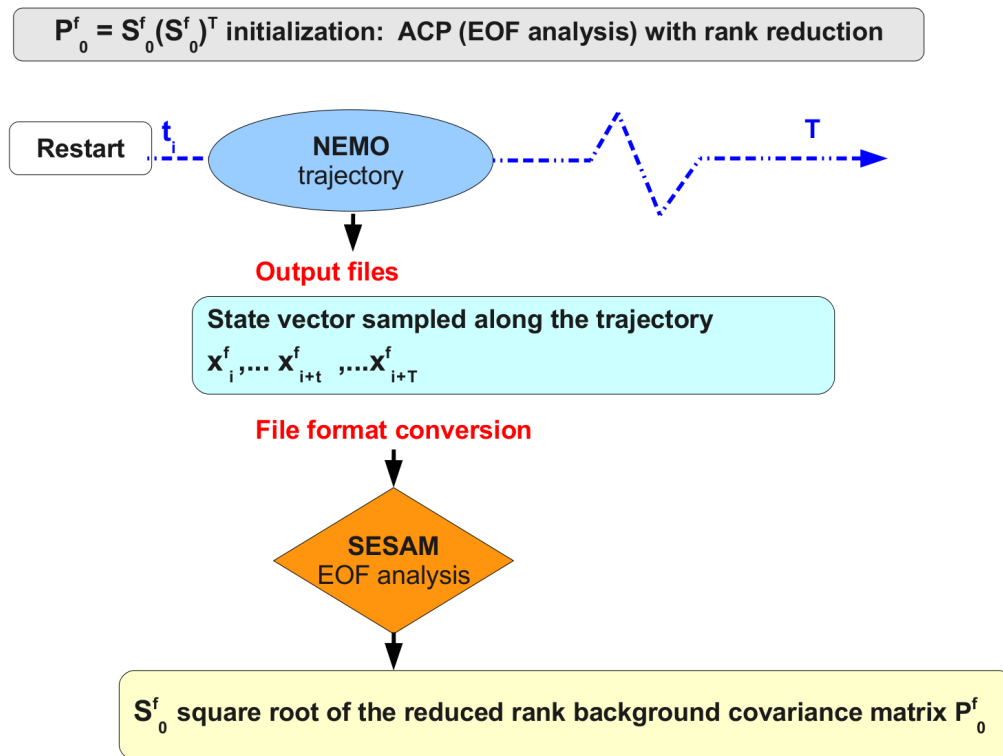 P^f_0 = S^f_0(S^f_0)^T initialization: ACP (EOF analysis) with rank reduction
Restart
t_i
NEMO
trajectory
T
Output files
State vector sampled along the trajectory
x^f_i ,... x^f_{i+t} ,...x^f_{i+T}
File format conversion
SESAM
EOF analysis
S^f_0 square root of the reduced rank background covariance matrix P^f_0